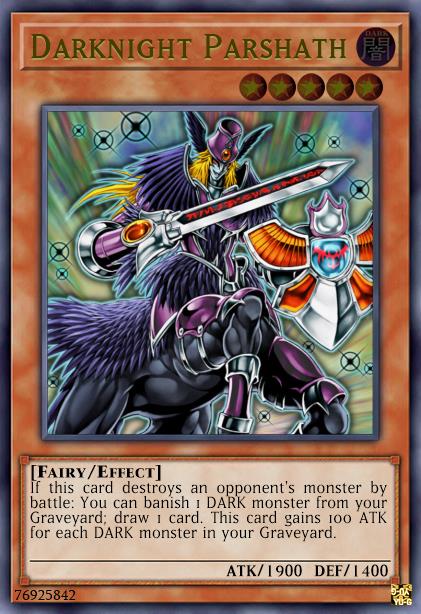 DARKNIGHT PARSHATH
DARK
闇
[FAIRY/EFFECT]
If this card destroys an opponent's monster by
battle: You can banish 1 DARK monster from your
Graveyard; draw 1 card. This card gains 100 ATK
for each DARK monster in your Graveyard.
ATK/1900 DEF/1400
76925842